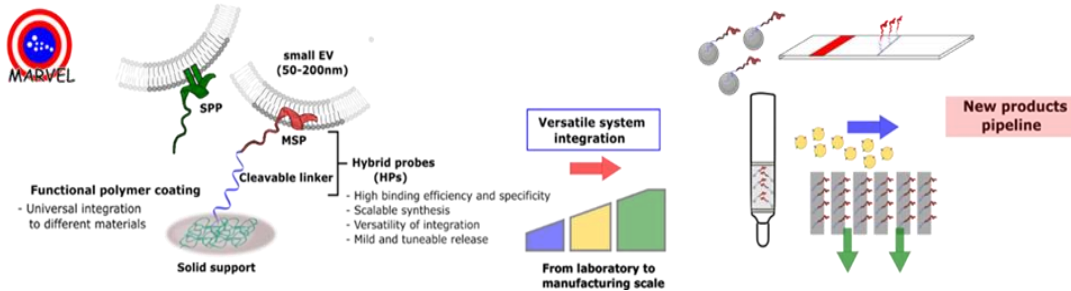 MARVEL
small EV
(50-200nm)
SPP
MSP
Cleavable linker
Hybrid probes
(HPs)
- High binding efficiency and specificity
- Scalable synthesis
- Versatility of integration
- Mild and tuneable release
Functional polymer coating
- Universal integration
to different materials
Solid support
Versatile system
integration
From laboratory to
manufacturing scale
New products
pipeline